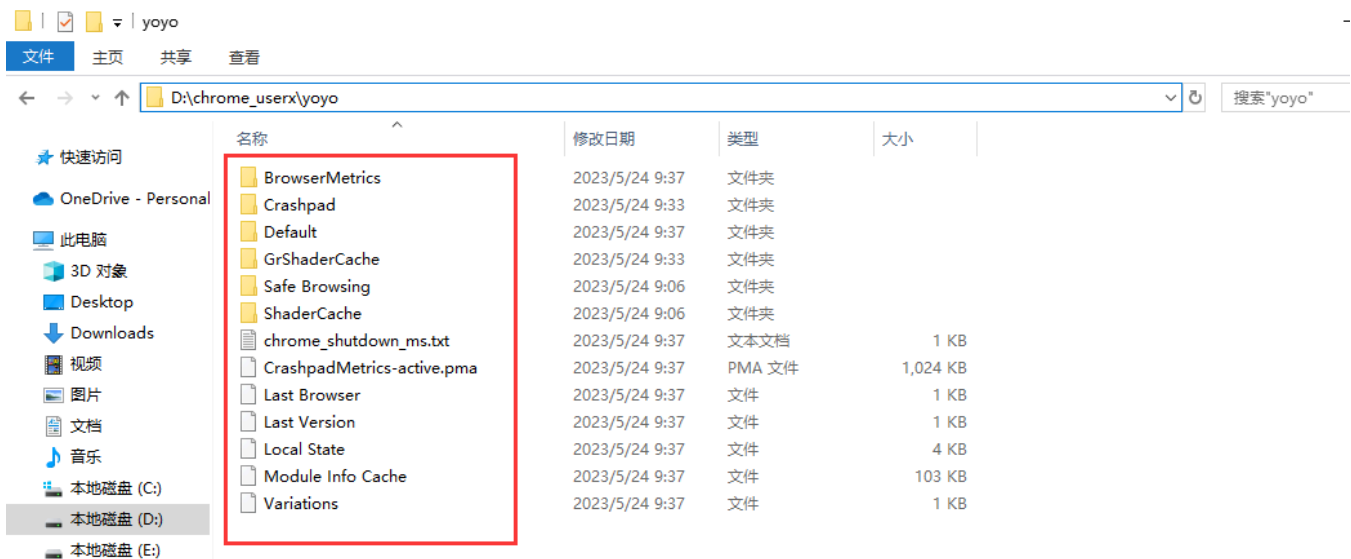 yoyo
文件 主页 共享 查看
D:\chrome_userx\yoyo 搜索"yoyo"
名称 修改日期 类型 大小
快速访问
OneDrive - Personal
此电脑
3D 对象
Desktop
Downloads
视频
图片
文档
音乐
本地磁盘 (C:)
本地磁盘 (D:)
本地磁盘 (E:)
BrowserMetrics 2023/5/24 9:37 文件夹
Crashpad 2023/5/24 9:33 文件夹
Default 2023/5/24 9:37 文件夹
GrShaderCache 2023/5/24 9:33 文件夹
Safe Browsing 2023/5/24 9:06 文件夹
ShaderCache 2023/5/24 9:06 文件夹
chrome_shutdown_ms.txt 2023/5/24 9:37 文本文档 1 KB
CrashpadMetrics-active.pma 2023/5/24 9:37 PMA 文件 1,024 KB
Last Browser 2023/5/24 9:37 文件 1 KB
Last Version 2023/5/24 9:37 文件 1 KB
Local State 2023/5/24 9:37 文件 4 KB
Module Info Cache 2023/5/24 9:37 文件 103 KB
Variations 2023/5/24 9:37 文件 1 KB